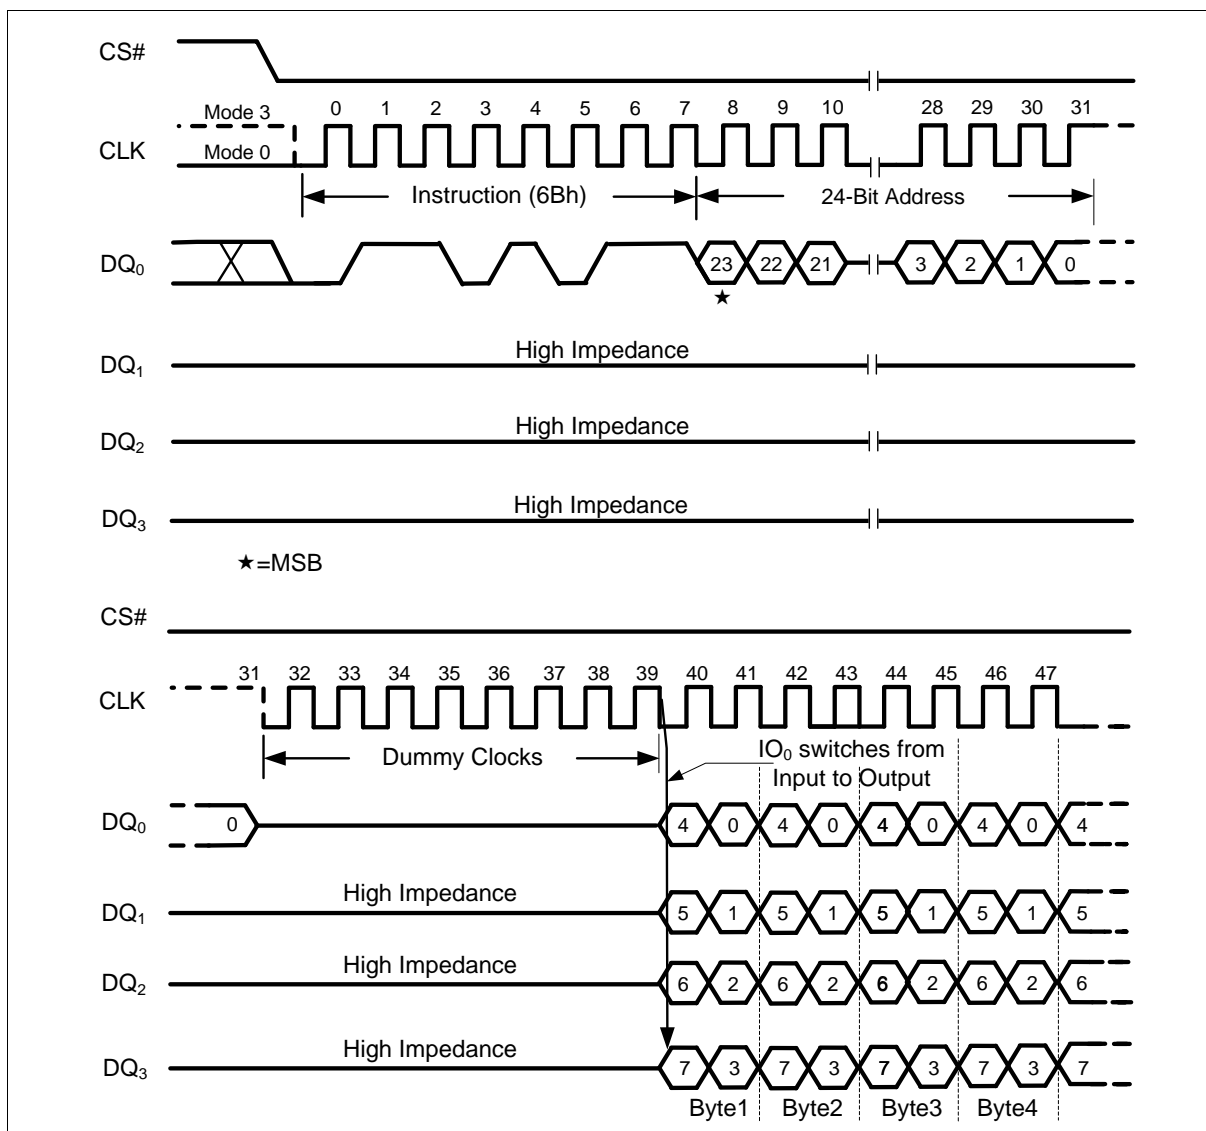 CS#
Mode 3
0 1 2 3 4 5 6 7 8 9 10 28 29 30 31
CLK
Mode 0
Instruction (6Bh)
24-Bit Address
DQ0
23 22 21 3 2 1 0
★
High Impedance
DQ1
High Impedance
DQ2
High Impedance
DQ3
★=MSB
CS#
31 32 33 34 35 36 37 38 39 40 41 42 43 44 45 46 47
CLK
Dummy Clocks
IO0 switches from
Input to Output
DQ0
0 4 0 4 0 4 0 4 0 4
High Impedance
DQ1
5 1 5 1 5 1 5 1 5
High Impedance
DQ2
6 2 6 2 6 2 6 2 6
High Impedance
DQ3
7 3 7 3 7 3 7 3 7
Byte1 Byte2 Byte3 Byte4